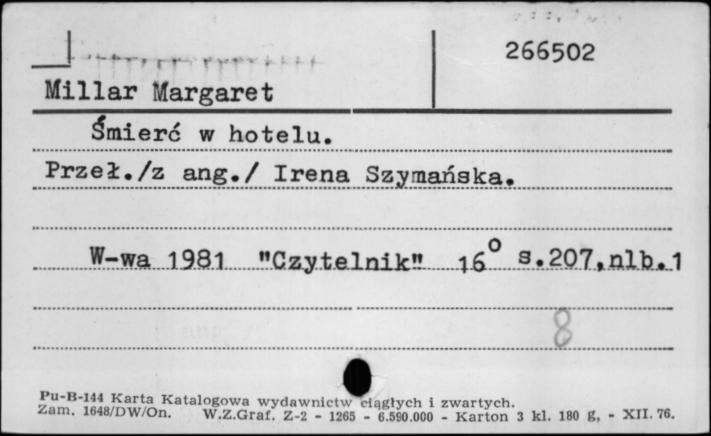 266502
Millar Margaret
Śmierć w hotelu.
Przeł./z ang./ Irena Szymańska.
W-wa 1981 "Czytelnik" 16° s.207,nlb.1
8
Pu-B-144 Karta Katalogowa wydawnictw ciągłych i zwartych.
Zam. 1648/DW/On. W.Z.Graf. Z-2 - 1265 - 6.590.000 - Karton 3 kl. 180 g, - XII. 76.